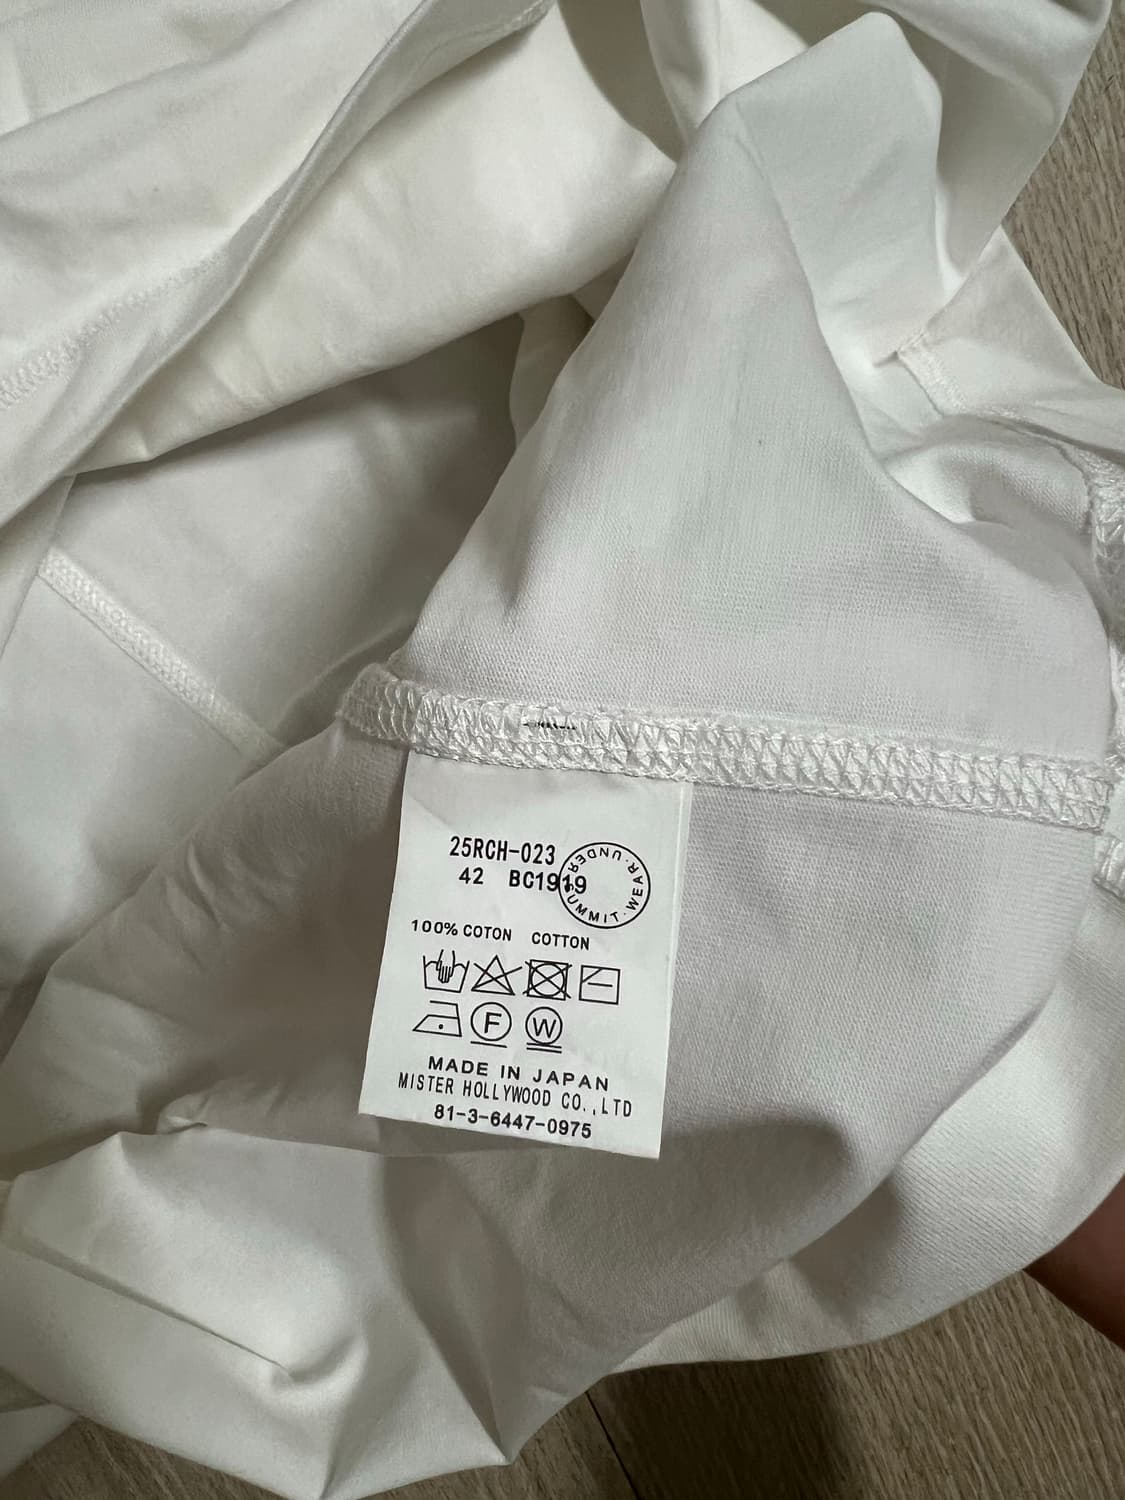 25RCH-023
42 BC1919
UNDER·SUMMIT·WEAR·
100% COTON COTTON
F W
MADE IN JAPAN
MISTER HOLLYWOOD CO.,LTD
81-3-6447-0975